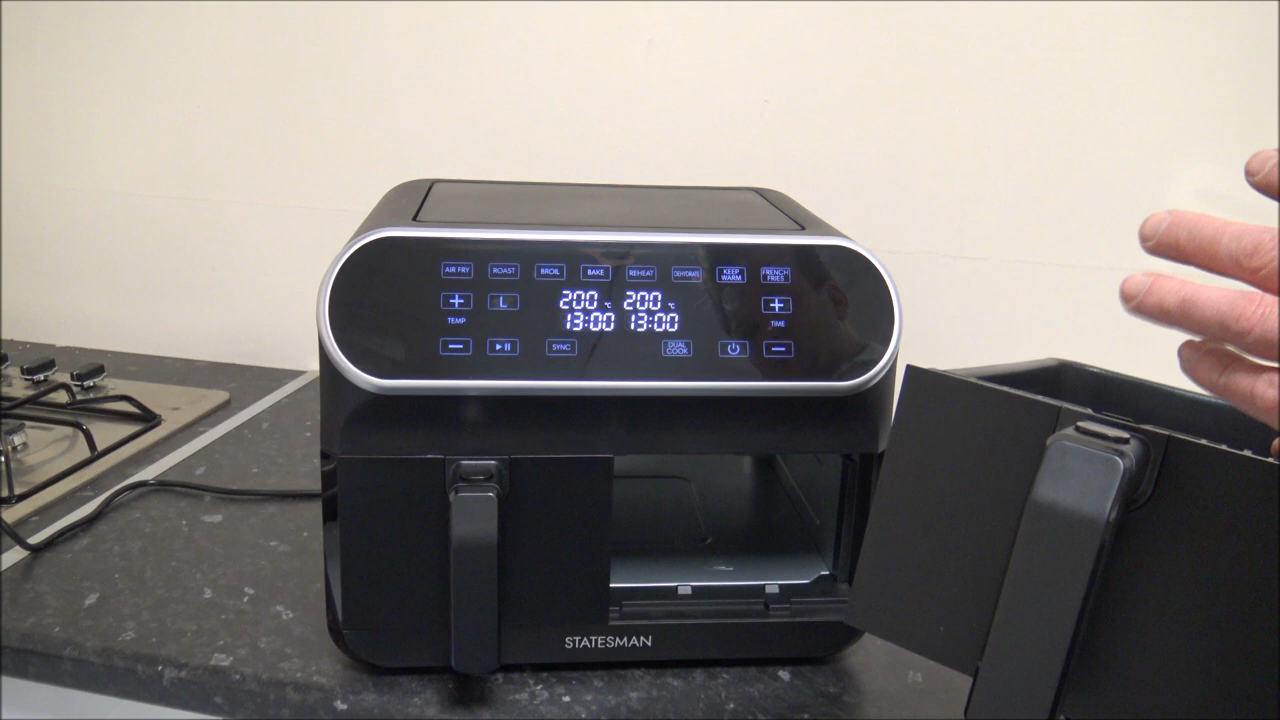 AIR FRY ROAST BROIL BAKE REHEAT DEHYDRATE KEEP WARM FRENCH FRIES
+ L 200 °C 200 °C +
TEMP 13:00 13:00 TIME
− SYNC DUAL COOK −
STATESMAN